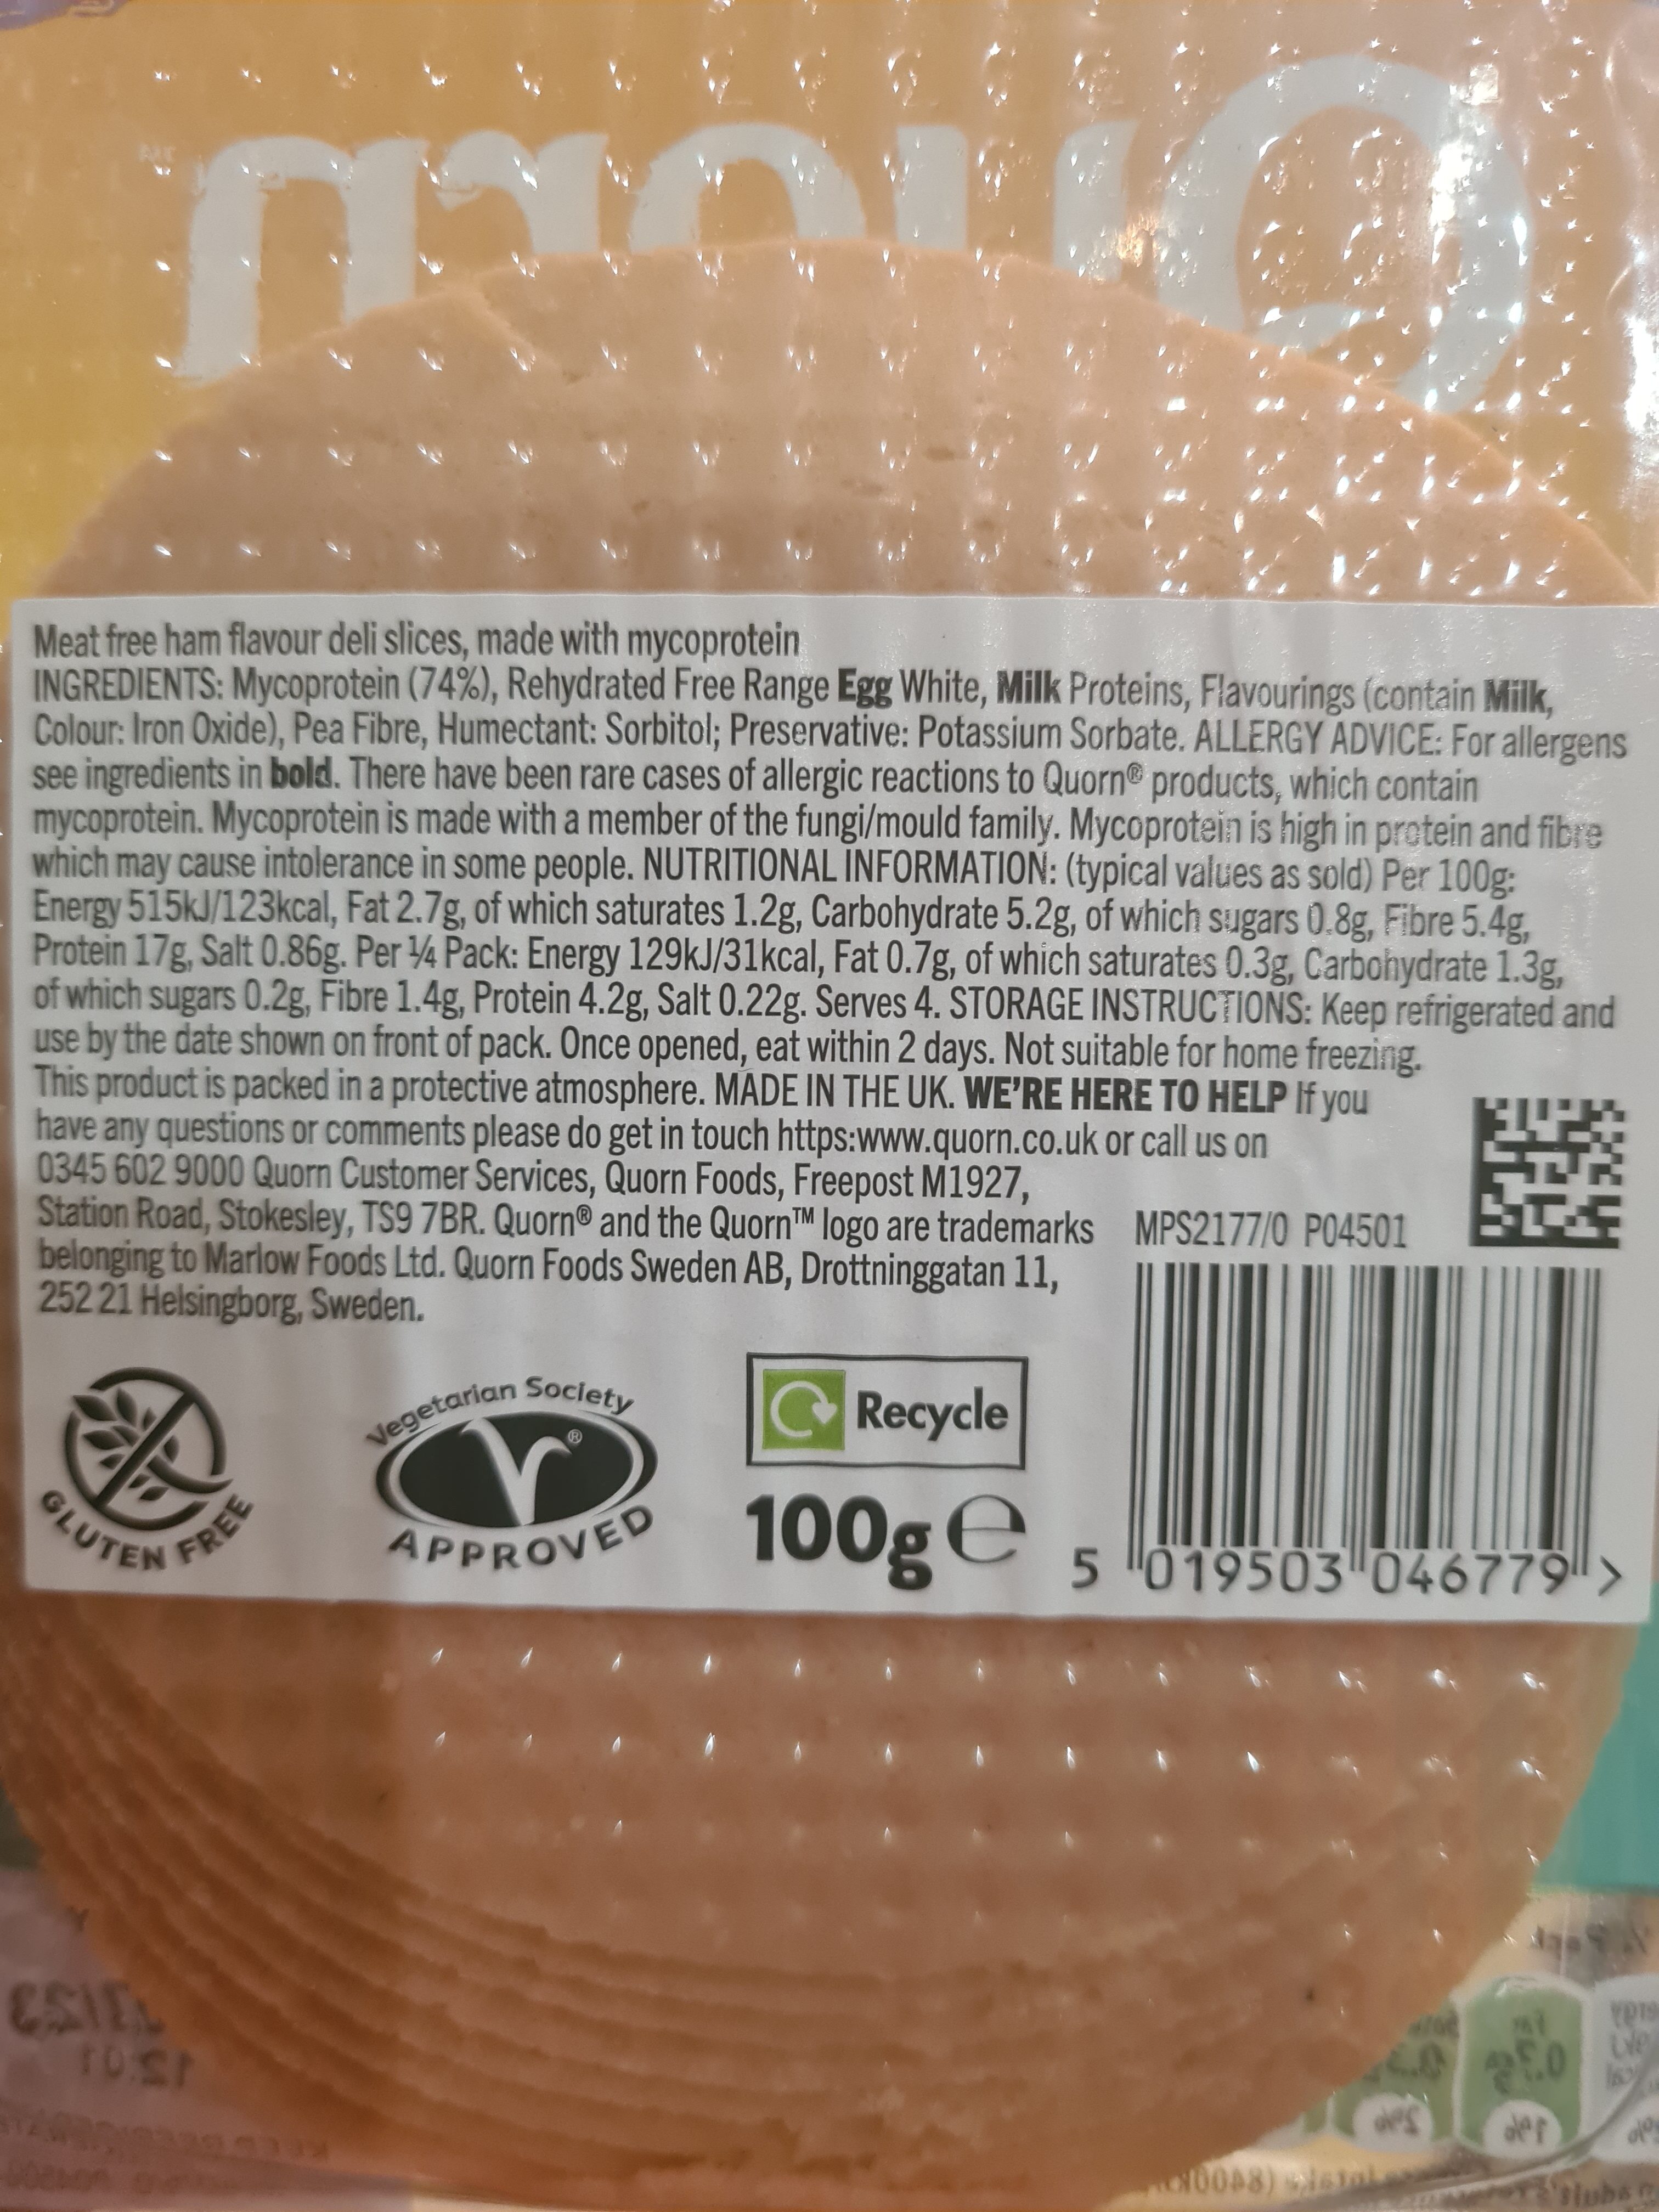 Quorn
Meat free ham flavour deli slices, made with mycoprotein
INGREDIENTS: Mycoprotein (74%), Rehydrated Free Range Egg White, Milk Proteins, Flavourings (contain Milk,
Colour: Iron Oxide), Pea Fibre, Humectant: Sorbitol; Preservative: Potassium Sorbate. ALLERGY ADVICE: For allergens
see ingredients in bold. There have been rare cases of allergic reactions to Quorn® products, which contain
mycoprotein. Mycoprotein is made with a member of the fungi/mould family. Mycoprotein is high in protein and fibre
which may cause intolerance in some people. NUTRITIONAL INFORMATION: (typical values as sold) Per 100g:
Energy 515kJ/123kcal, Fat 2.7g, of which saturates 1.2g, Carbohydrate 5.2g, of which sugars 0.8g, Fibre 5.4g,
Protein 17g, Salt 0.86g. Per ¼ Pack: Energy 129kJ/31kcal, Fat 0.7g, of which saturates 0.3g, Carbohydrate 1.3g,
of which sugars 0.2g, Fibre 1.4g, Protein 4.2g, Salt 0.22g. Serves 4. STORAGE INSTRUCTIONS: Keep refrigerated and
use by the date shown on front of pack. Once opened, eat within 2 days. Not suitable for home freezing.
This product is packed in a protective atmosphere. MADE IN THE UK. WE'RE HERE TO HELP If you
have any questions or comments please do get in touch https:www.quorn.co.uk or call us on
0345 602 9000 Quorn Customer Services, Quorn Foods, Freepost M1927,
Station Road, Stokesley, TS9 7BR. Quorn® and the Quorn™ logo are trademarks
belonging to Marlow Foods Ltd. Quorn Foods Sweden AB, Drottninggatan 11,
252 21 Helsingborg, Sweden.
MPS2177/0 P04501
GLUTEN FREE
Vegetarian Society
APPROVED
Recycle
100g e
5 019503 046779 >
12:01
0.7g
2%
1%